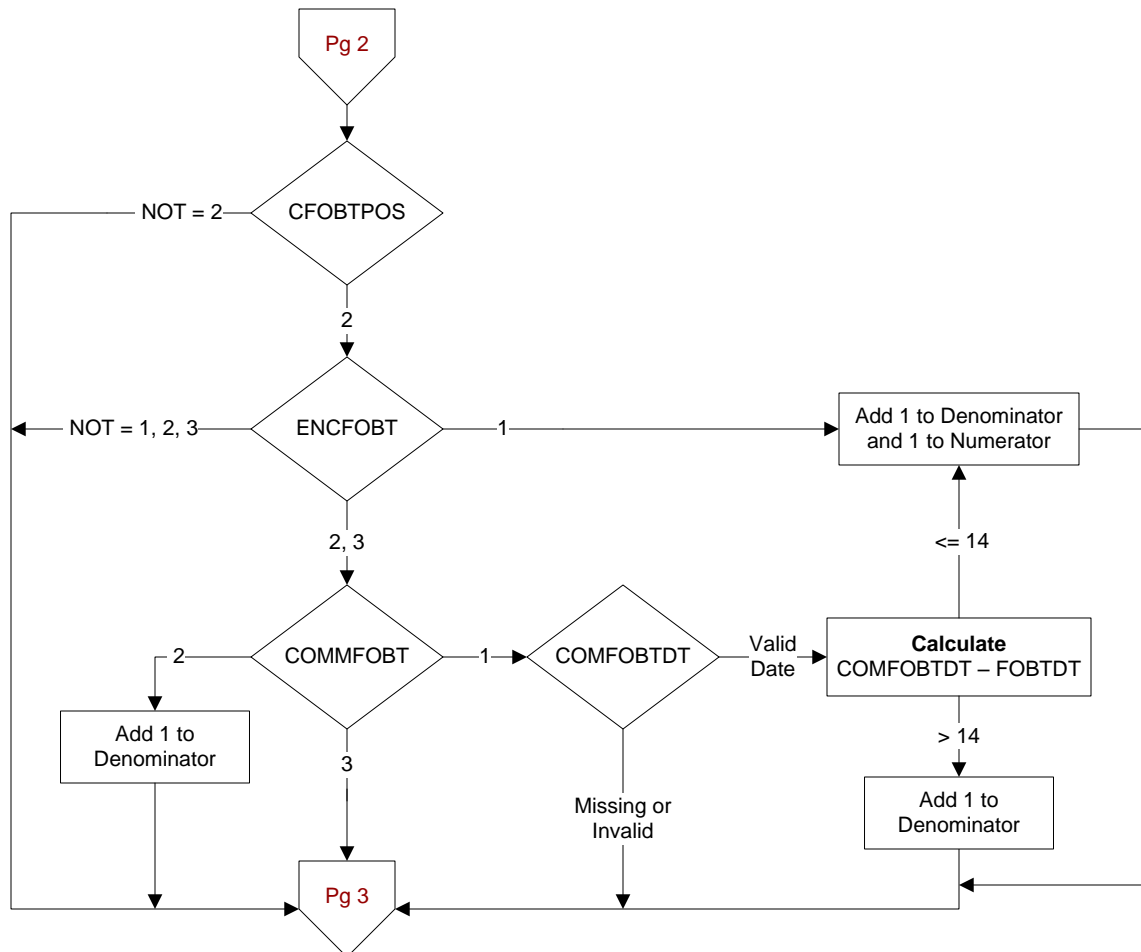 Pg 2
CFOBTPOS
NOT = 2
2
ENCFOBT
NOT = 1, 2, 3
1
Add 1 to Denominator
and 1 to Numerator
2, 3
<= 14
COMMFOBT
2
1
COMFOBTDT
Valid
Date
Calculate
COMFOBTDT – FOBTDT
Add 1 to
Denominator
3
> 14
Missing or
Invalid
Add 1 to
Denominator
Pg 3